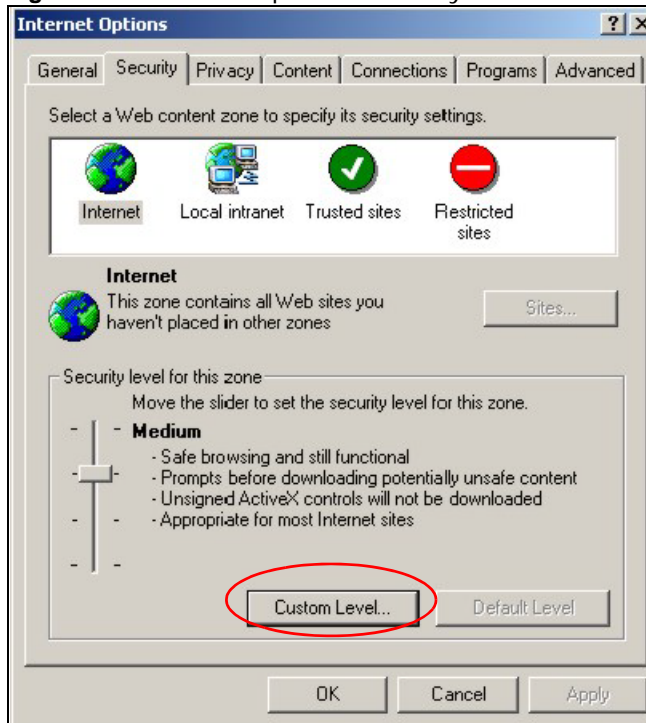 Internet Options
General Security Privacy Content Connections Programs Advanced
Select a Web content zone to specify its security settings.
Internet Local intranet Trusted sites Restricted sites
Internet
This zone contains all Web sites you
haven't placed in other zones
Sites...
Security level for this zone
Move the slider to set the security level for this zone.
Medium
- Safe browsing and still functional
- Prompts before downloading potentially unsafe content
- Unsigned ActiveX controls will not be downloaded
- Appropriate for most Internet sites
Custom Level... Default Level
OK Cancel Apply